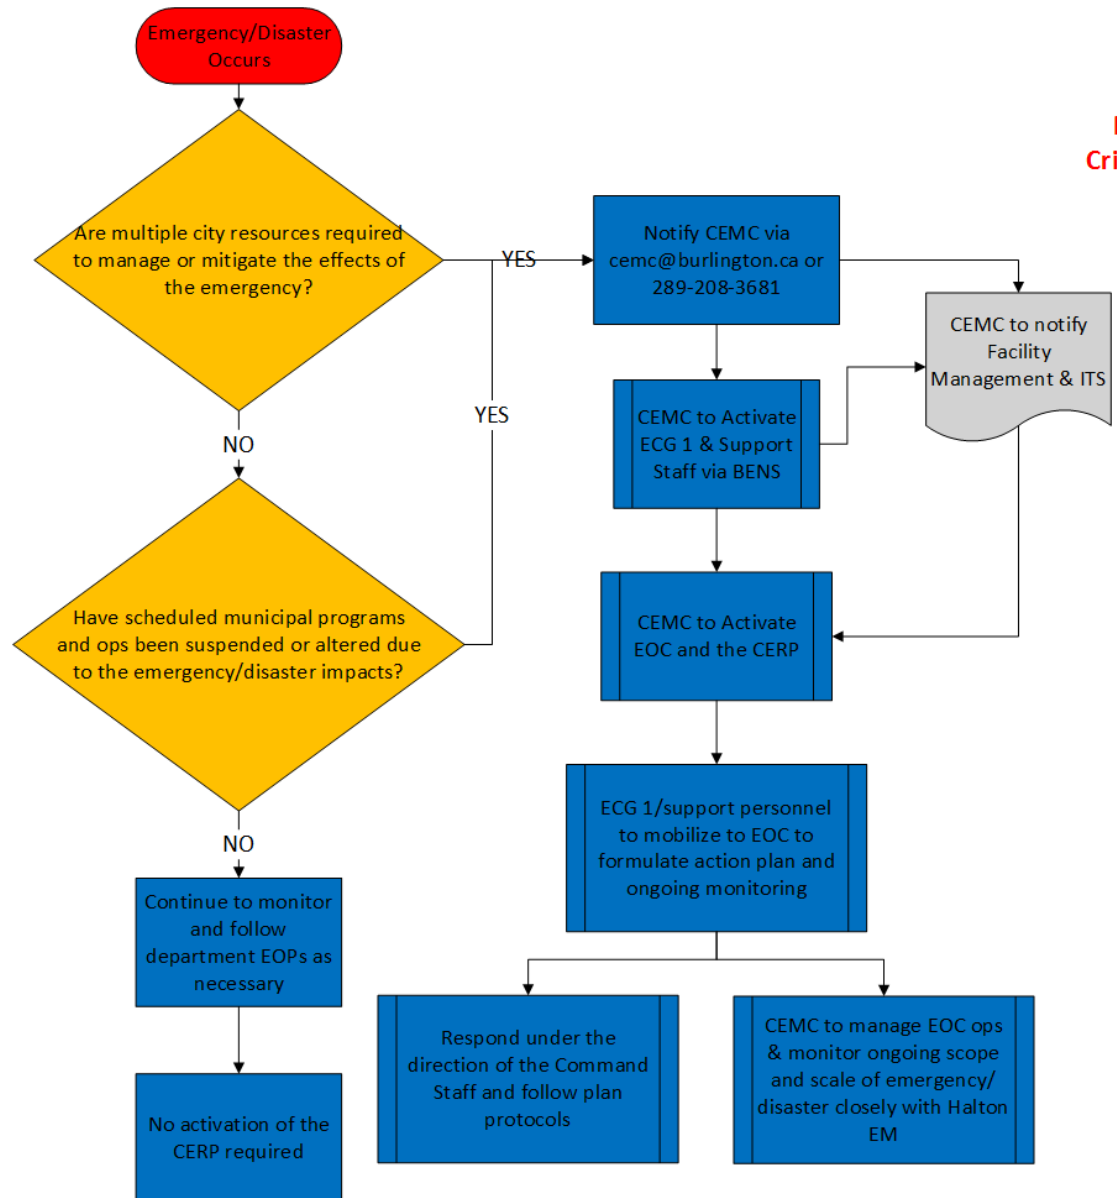 Emergency/Disaster
Occurs
Are multiple city resources required
to manage or mitigate the effects of
the emergency?
YES
NO
Have scheduled municipal programs
and ops been suspended or altered due
to the emergency/disaster impacts?
YES
NO
Continue to monitor
and follow
department EOPs as
necessary
No activation of the
CERP required
Notify CEMC via
cemc@burlington.ca or
289-208-3681
CEMC to notify
Facility
Management & ITS
CEMC to Activate
ECG 1 & Support
Staff via BENS
CEMC to Activate
EOC and the CERP
ECG 1/support personnel
to mobilize to EOC to
formulate action plan and
ongoing monitoring
Respond under the
direction of the Command
Staff and follow plan
protocols
CEMC to manage EOC ops
& monitor ongoing scope
and scale of emergency/
disaster closely with Halton
EM
Cri